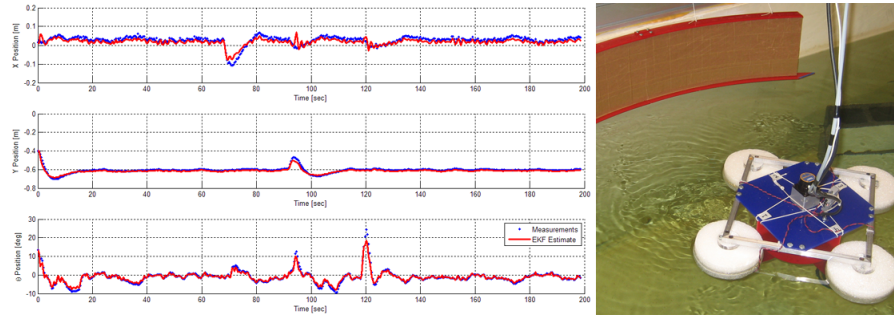 X Position [m]
0.2
0.1
0
-0.1
-0.2
0 20 40 60 80 100 120 140 160 180 200
Time [sec]
Y Position [m]
0
-0.2
-0.4
-0.6
-0.8
0 20 40 60 80 100 120 140 160 180 200
Time [sec]
Θ Position [deg]
30
20
10
0
-10
0 20 40 60 80 100 120 140 160 180 200
Time [sec]
Measurements
EKF Estimate